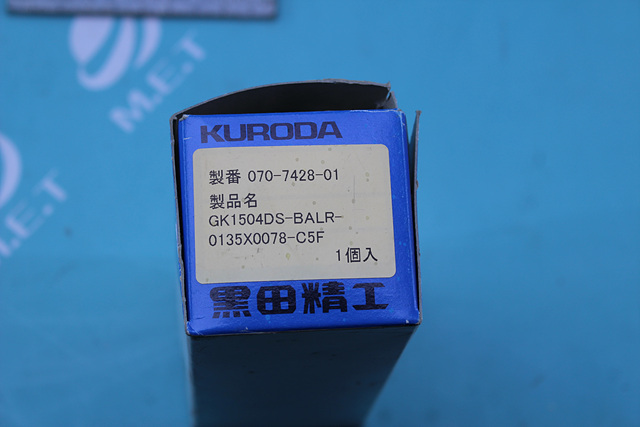 M.E.T
M.E.T
KURODA
製番 070-7428-01
製品名
GK1504DS-BALR-
0135X0078-C5F
1個入
黒田精工